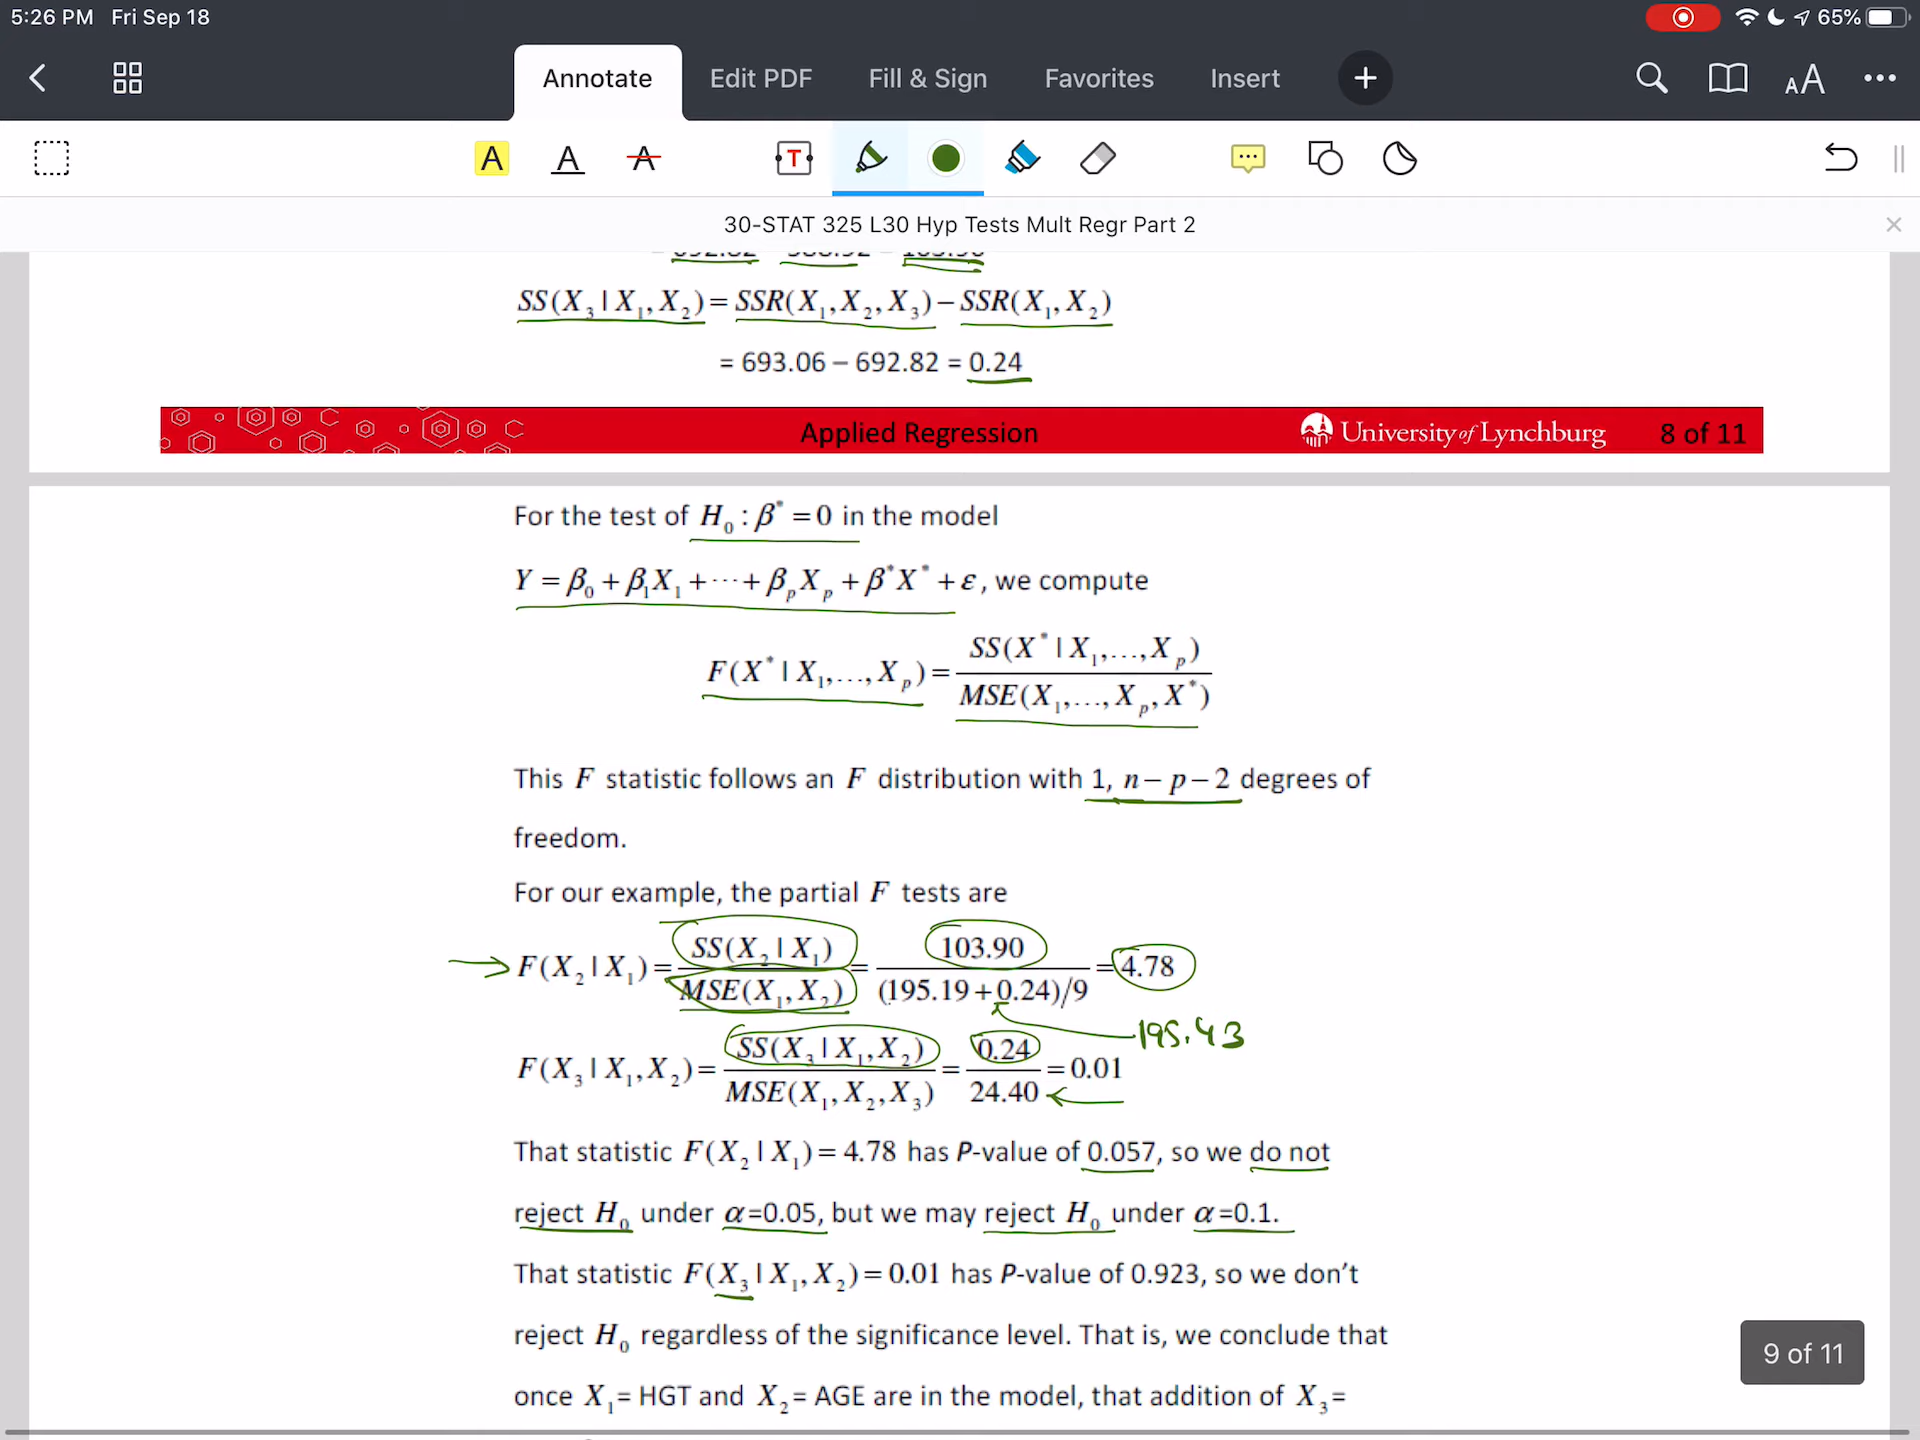 5:26 PM Fri Sep 18
65%
Annotate
Edit PDF
Fill & Sign
Favorites
Insert
AA
A A A T
30-STAT 325 L30 Hyp Tests Mult Regr Part 2
SS(X₃ | X₁, X₂) = SSR(X₁, X₂, X₃) − SSR(X₁, X₂)
= 693.06 − 692.82 = 0.24
Applied Regression
University of Lynchburg
8 of 11
For the test of H₀ : β* = 0 in the model
Y = β₀ + β₁X₁ + ⋯ + βₚXₚ + β*X* + ε, we compute
F(X* | X₁,..., Xₚ) = SS(X* | X₁,..., Xₚ) / MSE(X₁,..., Xₚ, X*)
This F statistic follows an F distribution with 1, n − p − 2 degrees of
freedom.
For our example, the partial F tests are
F(X₂ | X₁) = SS(X₂ | X₁) / MSE(X₁, X₂) = 103.90 / (195.19 + 0.24)/9 = 4.78
195.43
F(X₃ | X₁, X₂) = SS(X₃ | X₁, X₂) / MSE(X₁, X₂, X₃) = 0.24 / 24.40 = 0.01
That statistic F(X₂ | X₁) = 4.78 has P-value of 0.057, so we do not
reject H₀ under α=0.05, but we may reject H₀ under α=0.1.
That statistic F(X₃ | X₁, X₂) = 0.01 has P-value of 0.923, so we don't
reject H₀ regardless of the significance level. That is, we conclude that
once X₁= HGT and X₂= AGE are in the model, that addition of X₃=
9 of 11